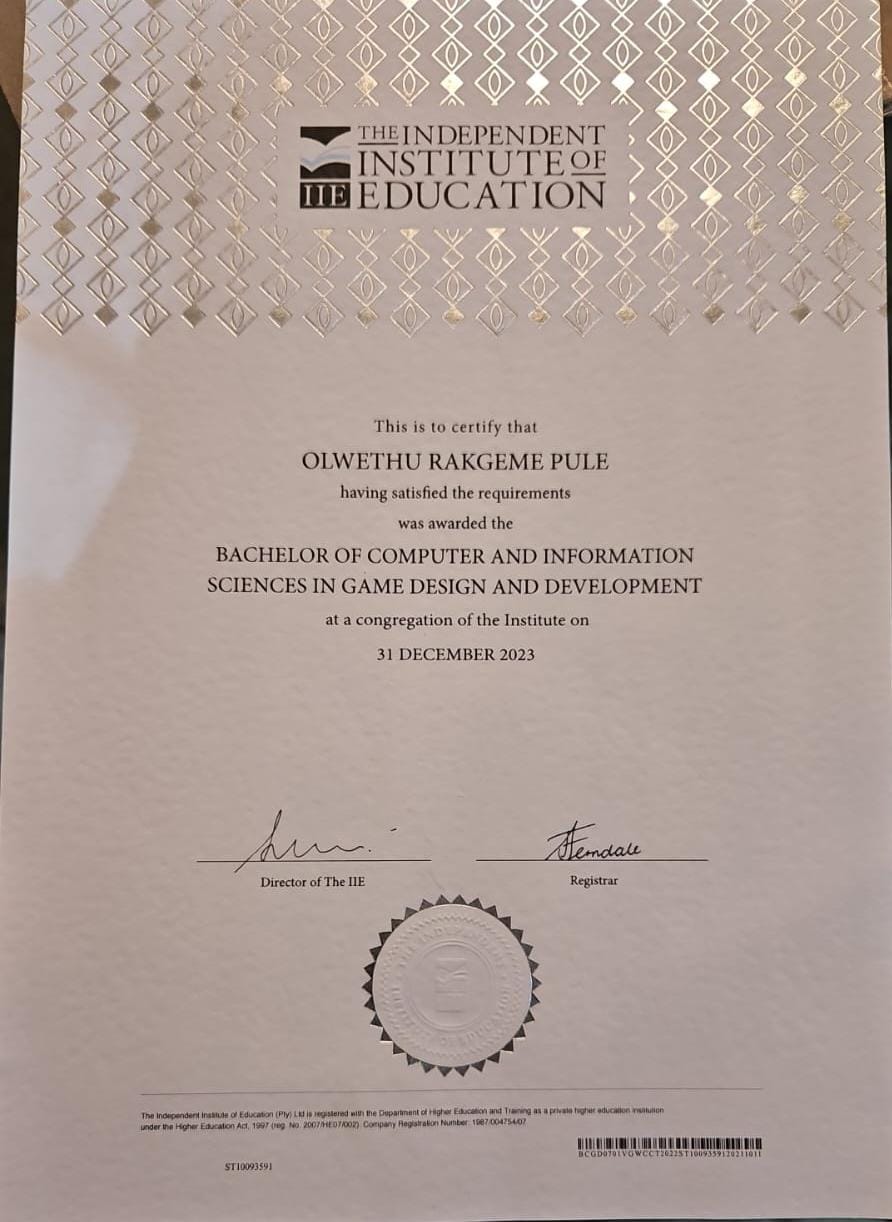 THE INDEPENDENT
INSTITUTE OF
IIE EDUCATION
This is to certify that
OLWETHU RAKGEME PULE
having satisfied the requirements
was awarded the
BACHELOR OF COMPUTER AND INFORMATION
SCIENCES IN GAME DESIGN AND DEVELOPMENT
at a congregation of the Institute on
31 DECEMBER 2023
Director of The IIE
Registrar
The Independent Institute of Education (Pty) Ltd is registered with the Department of Higher Education and Training as a private higher education institution
under the Higher Education Act, 1997 (reg. No. 2007/HE07/002). Company Registration Number: 1987/004754/07
BCGD0701VGWCCT2022ST1009359120211011
ST10093591